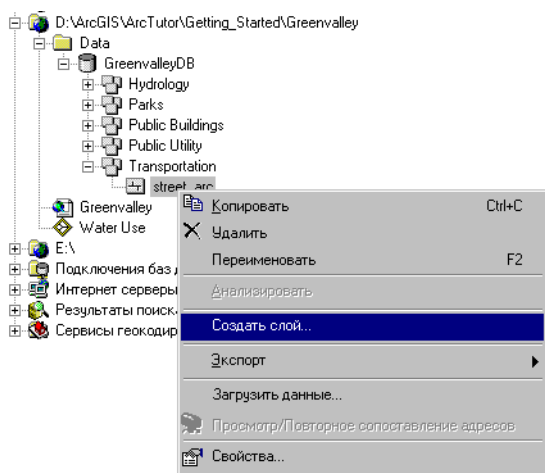 D:\ArcGIS\ArcTutor\Getting_Started\Greenvalley
Data
GreenvalleyDB
Hydrology
Parks
Public Buildings
Public Utility
Transportation
street_arc
Greenvalley
Water Use
E:\
Подключения баз
Интернет серверы
Результаты поиск
Сервисы геокодир
Копировать Ctrl+C
Удалить
Переименовать F2
Анализировать
Создать слой...
Экспорт
Загрузить данные...
Просмотр/Повторное сопоставление адресов
Свойства...